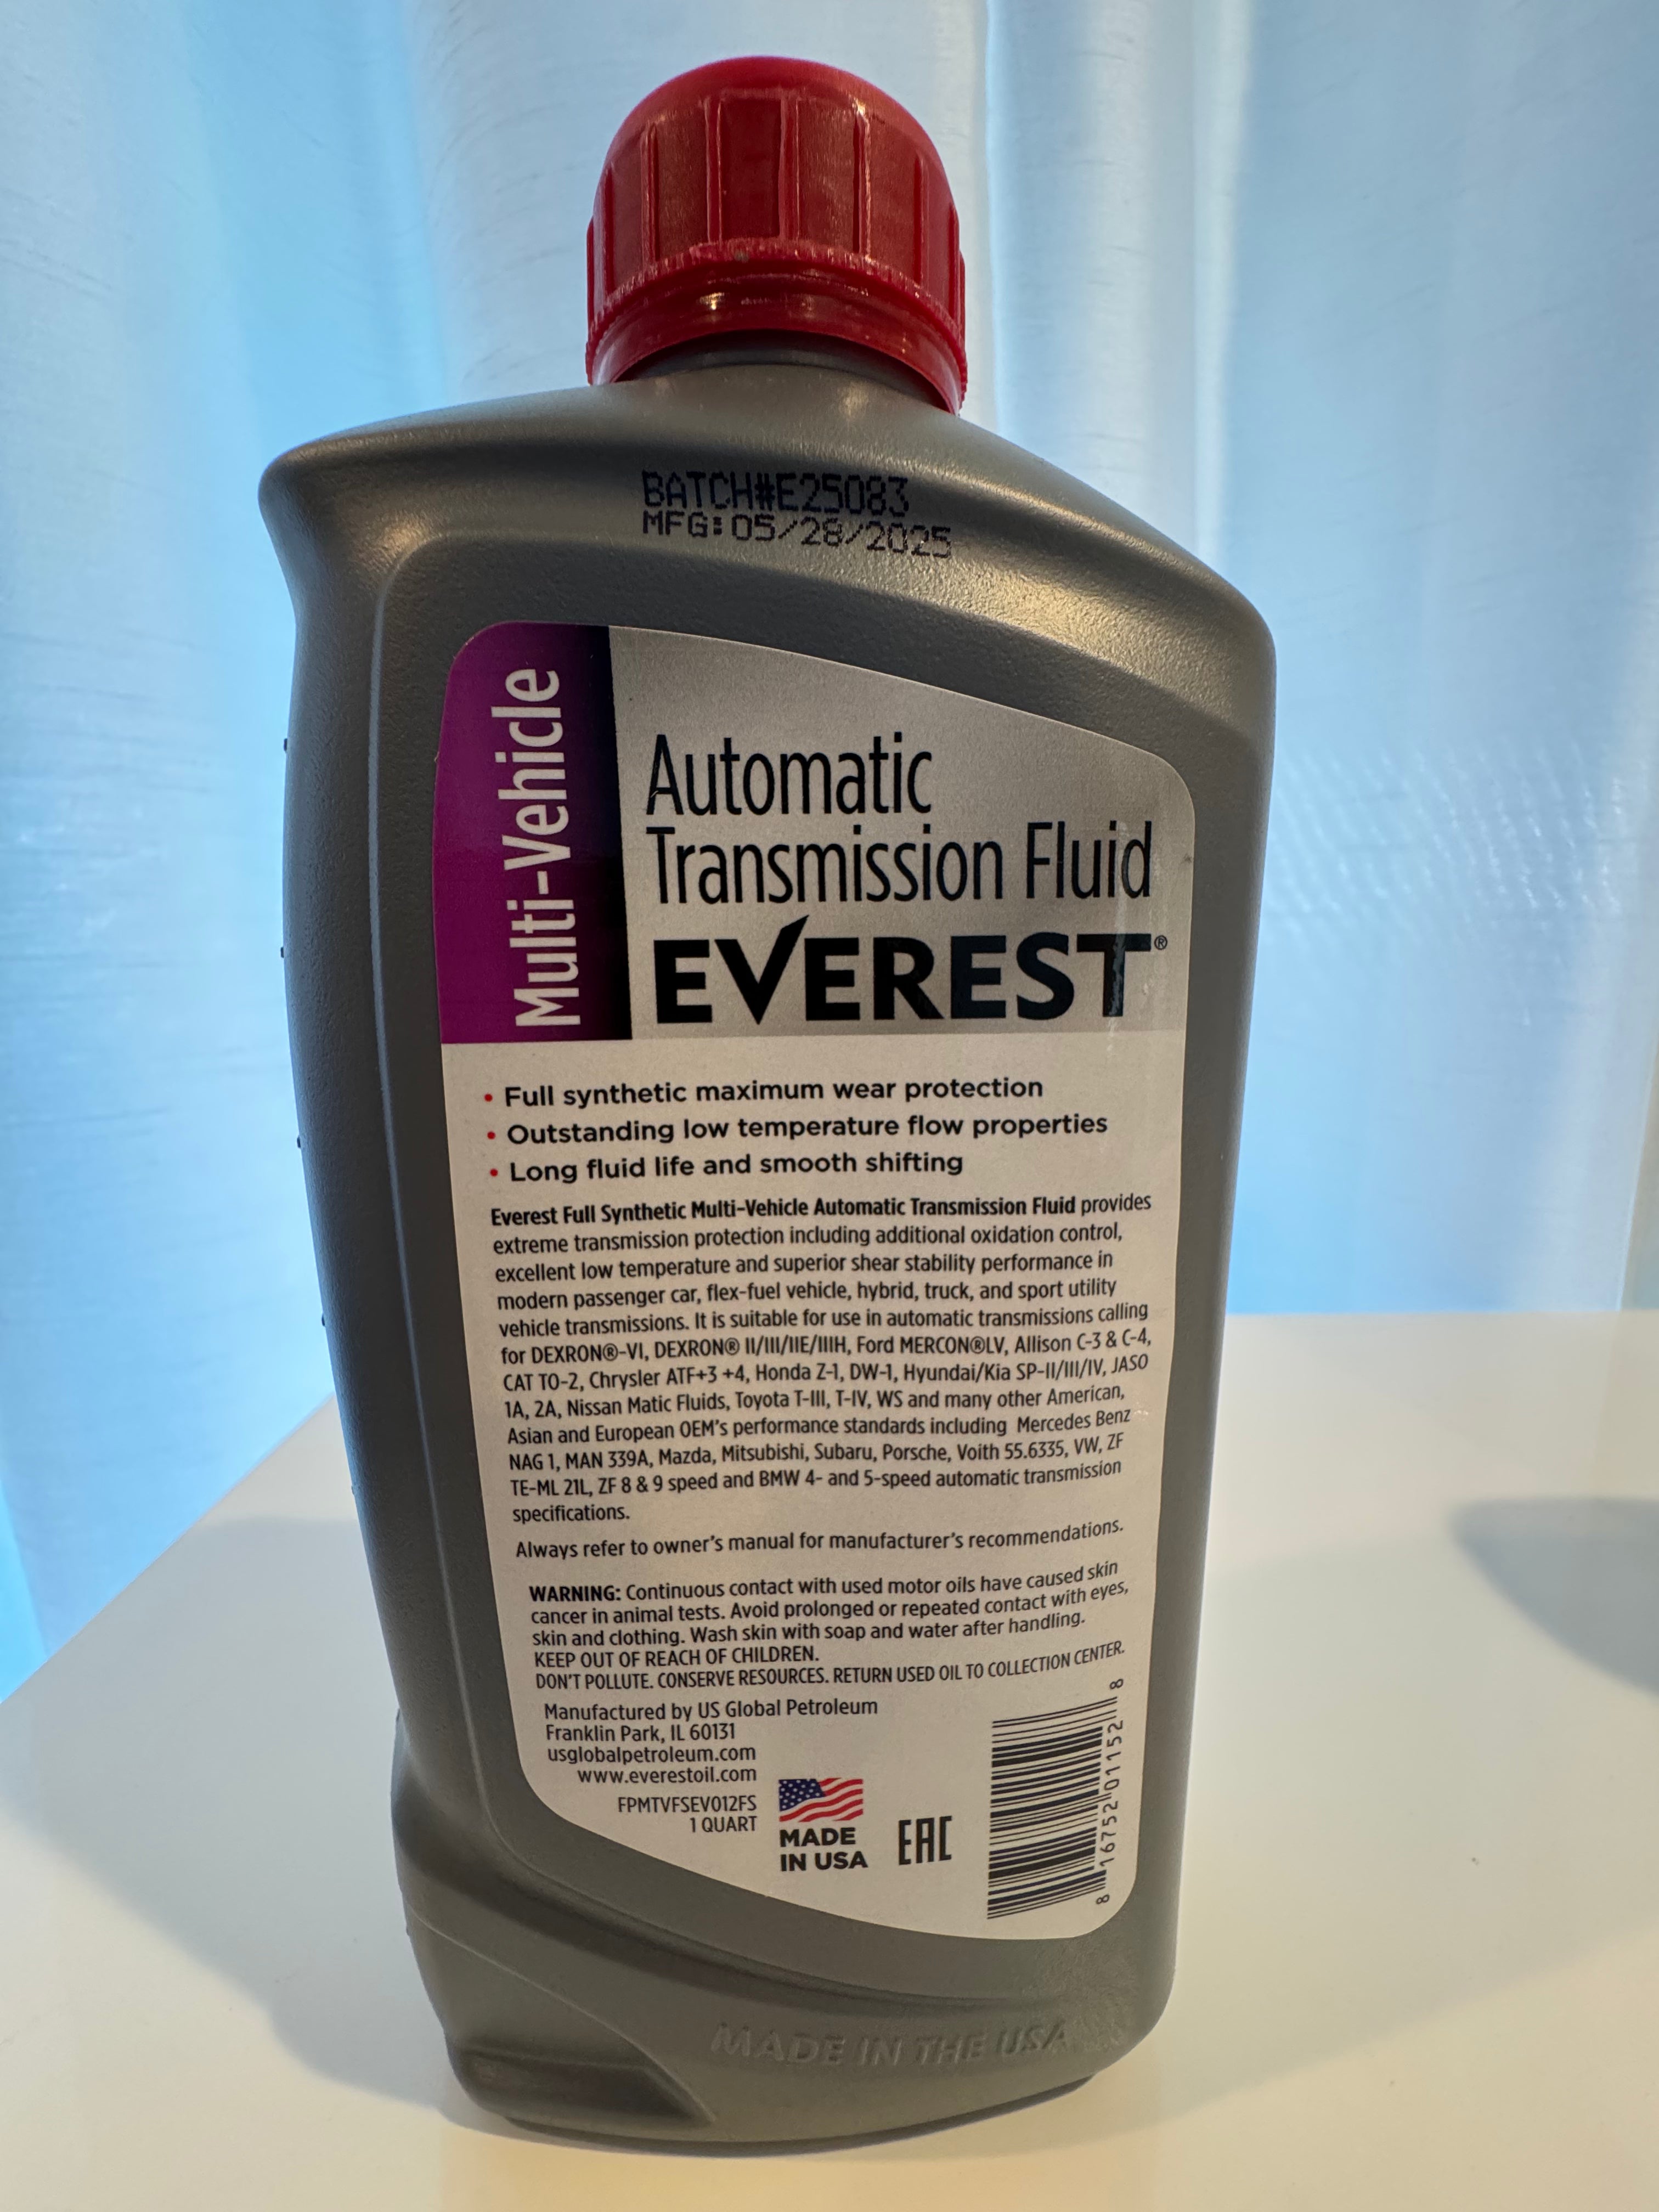 BATCH#E25083
MFG:05/28/2025
Multi-Vehicle
Automatic
Transmission Fluid
EVEREST®
• Full synthetic maximum wear protection
• Outstanding low temperature flow properties
• Long fluid life and smooth shifting
Everest Full Synthetic Multi-Vehicle Automatic Transmission Fluid provides
extreme transmission protection including additional oxidation control,
excellent low temperature and superior shear stability performance in
modern passenger car, flex-fuel vehicle, hybrid, truck, and sport utility
vehicle transmissions. It is suitable for use in automatic transmissions calling
for DEXRON®-VI, DEXRON® II/III/IIE/IIIH, Ford MERCON®LV, Allison C-3 & C-4,
CAT TO-2, Chrysler ATF+3 +4, Honda Z-1, DW-1, Hyundai/Kia SP-II/III/IV, JASO
1A, 2A, Nissan Matic Fluids, Toyota T-III, T-IV, WS and many other American,
Asian and European OEM's performance standards including Mercedes Benz
NAG 1, MAN 339A, Mazda, Mitsubishi, Subaru, Porsche, Voith 55.6335, VW, ZF
TE-ML 21L, ZF 8 & 9 speed and BMW 4- and 5-speed automatic transmission
specifications.
Always refer to owner's manual for manufacturer's recommendations.
WARNING: Continuous contact with used motor oils have caused skin
cancer in animal tests. Avoid prolonged or repeated contact with eyes,
skin and clothing. Wash skin with soap and water after handling.
KEEP OUT OF REACH OF CHILDREN.
DON'T POLLUTE. CONSERVE RESOURCES. RETURN USED OIL TO COLLECTION CENTER.
Manufactured by US Global Petroleum
Franklin Park, IL 60131
usglobalpetroleum.com
www.everestoil.com
FPMTVFSEV012FS
1 QUART
MADE
IN USA
EAC
8 16752 01152 8
MADE IN THE USA